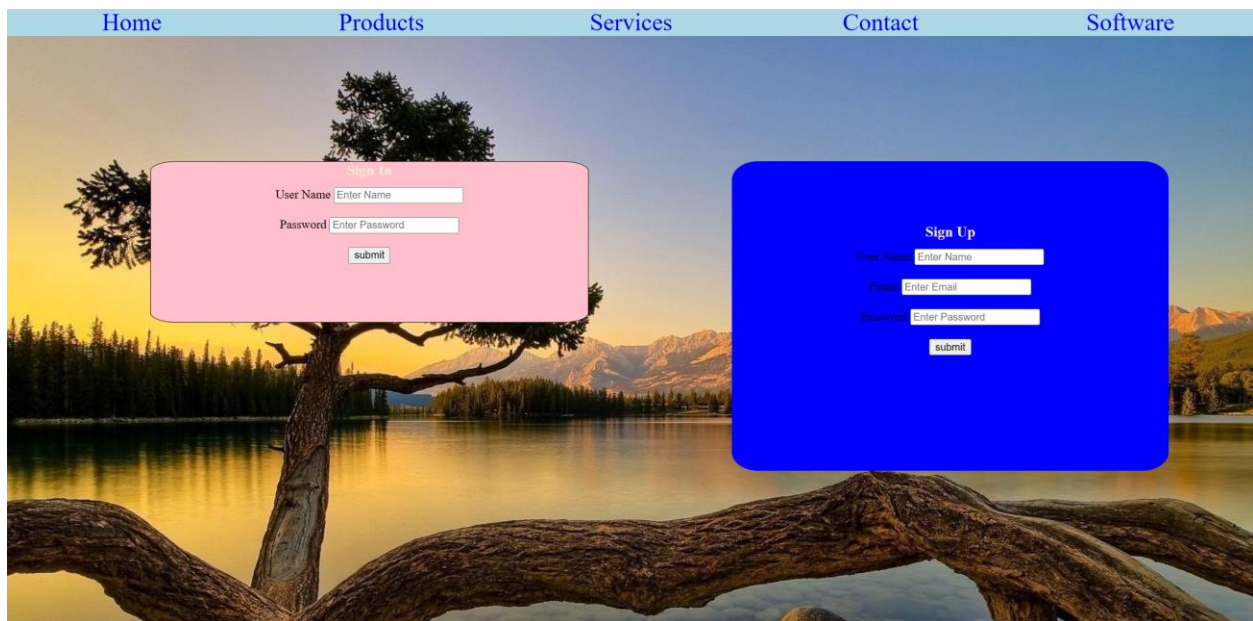 Home Products Services Contact Software
Sign In
User Name Enter Name
Password Enter Password
submit
Sign Up
User Name Enter Name
Email Enter Email
Password Enter Password
submit